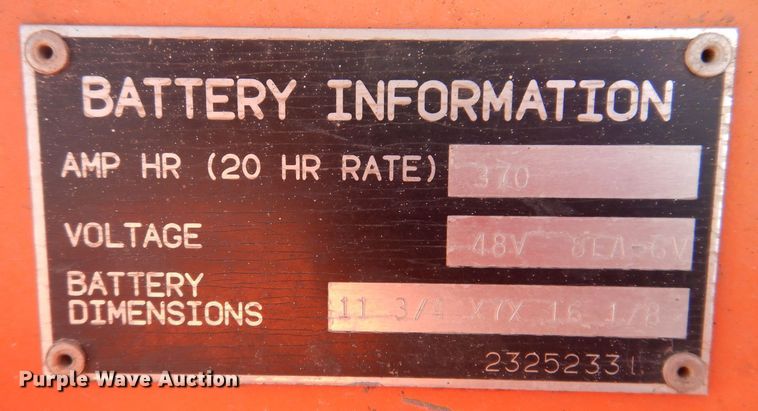 BATTERY INFORMATION
AMP HR (20 HR RATE) 370
VOLTAGE 48V 8EA-6V
BATTERY
DIMENSIONS 11 3/4 X7X 16 1/8
23252331
Purple Wave Auction